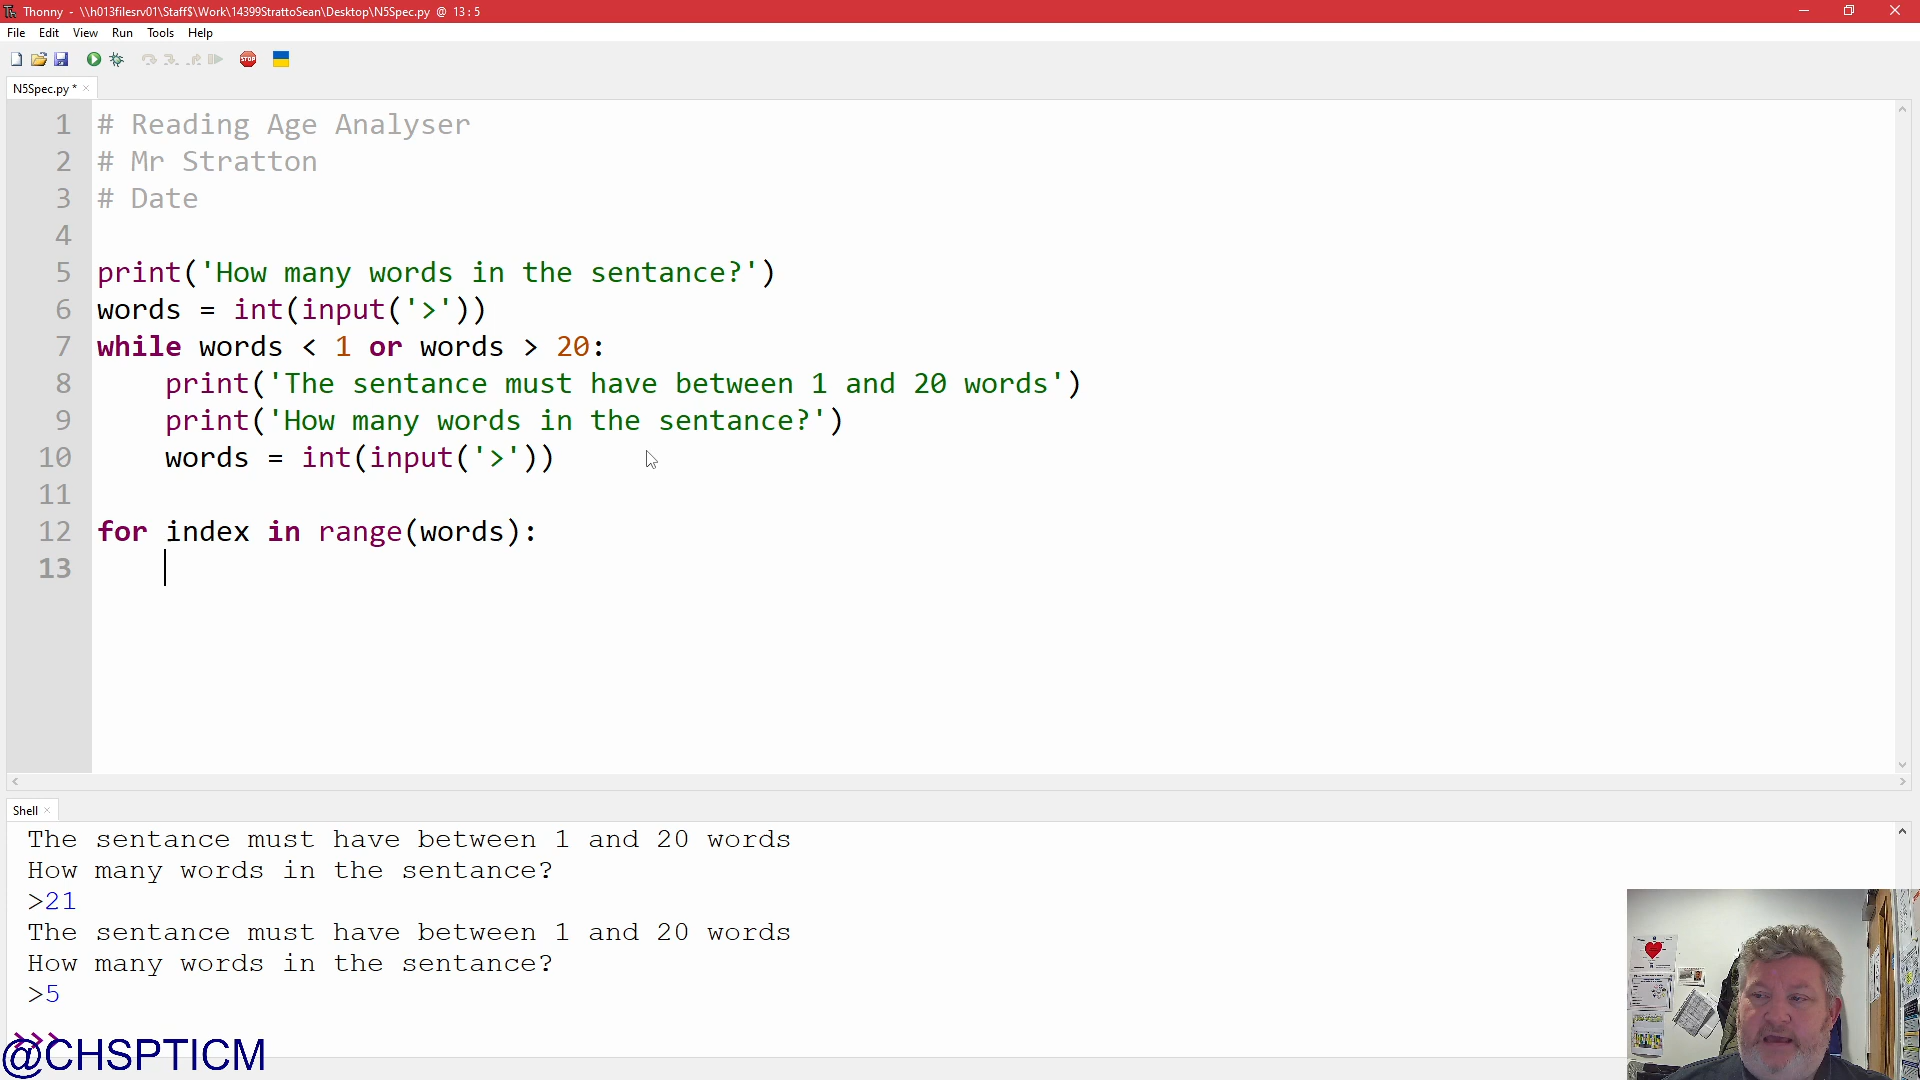 Thonny - \\h013filesrv01\Staff$\Work\14399StrattoSean\Desktop\N5Spec.py @ 13:5
File Edit View Run Tools Help
STOP
N5Spec.py *
1 # Reading Age Analyser
2 # Mr Stratton
3 # Date
4
5 print('How many words in the sentance?')
6 words = int(input('>'))
7 while words < 1 or words > 20:
8 print('The sentance must have between 1 and 20 words')
9 print('How many words in the sentance?')
10 words = int(input('>'))
11
12 for index in range(words):
13
Shell
The sentance must have between 1 and 20 words
How many words in the sentance?
>21
The sentance must have between 1 and 20 words
How many words in the sentance?
>5
>>>
@CHSPTICM